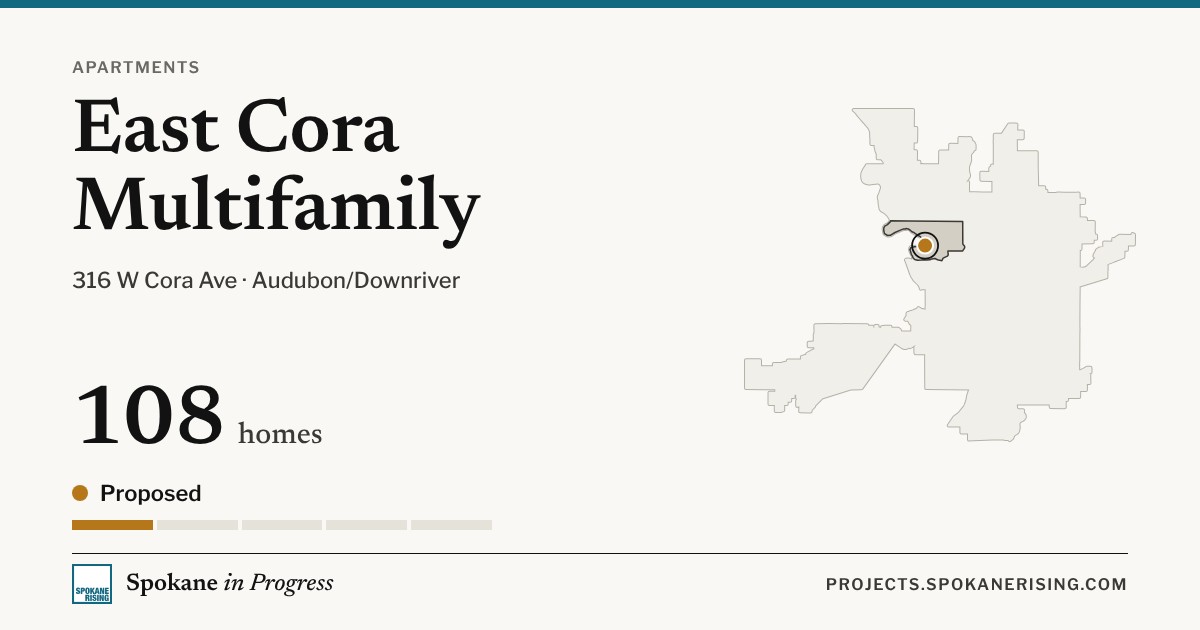 APARTMENTS
East Cora
Multifamily
316 W Cora Ave · Audubon/Downriver
108 homes
Proposed
SPOKANE
RISING
Spokane in Progress
PROJECTS.SPOKANERISING.COM